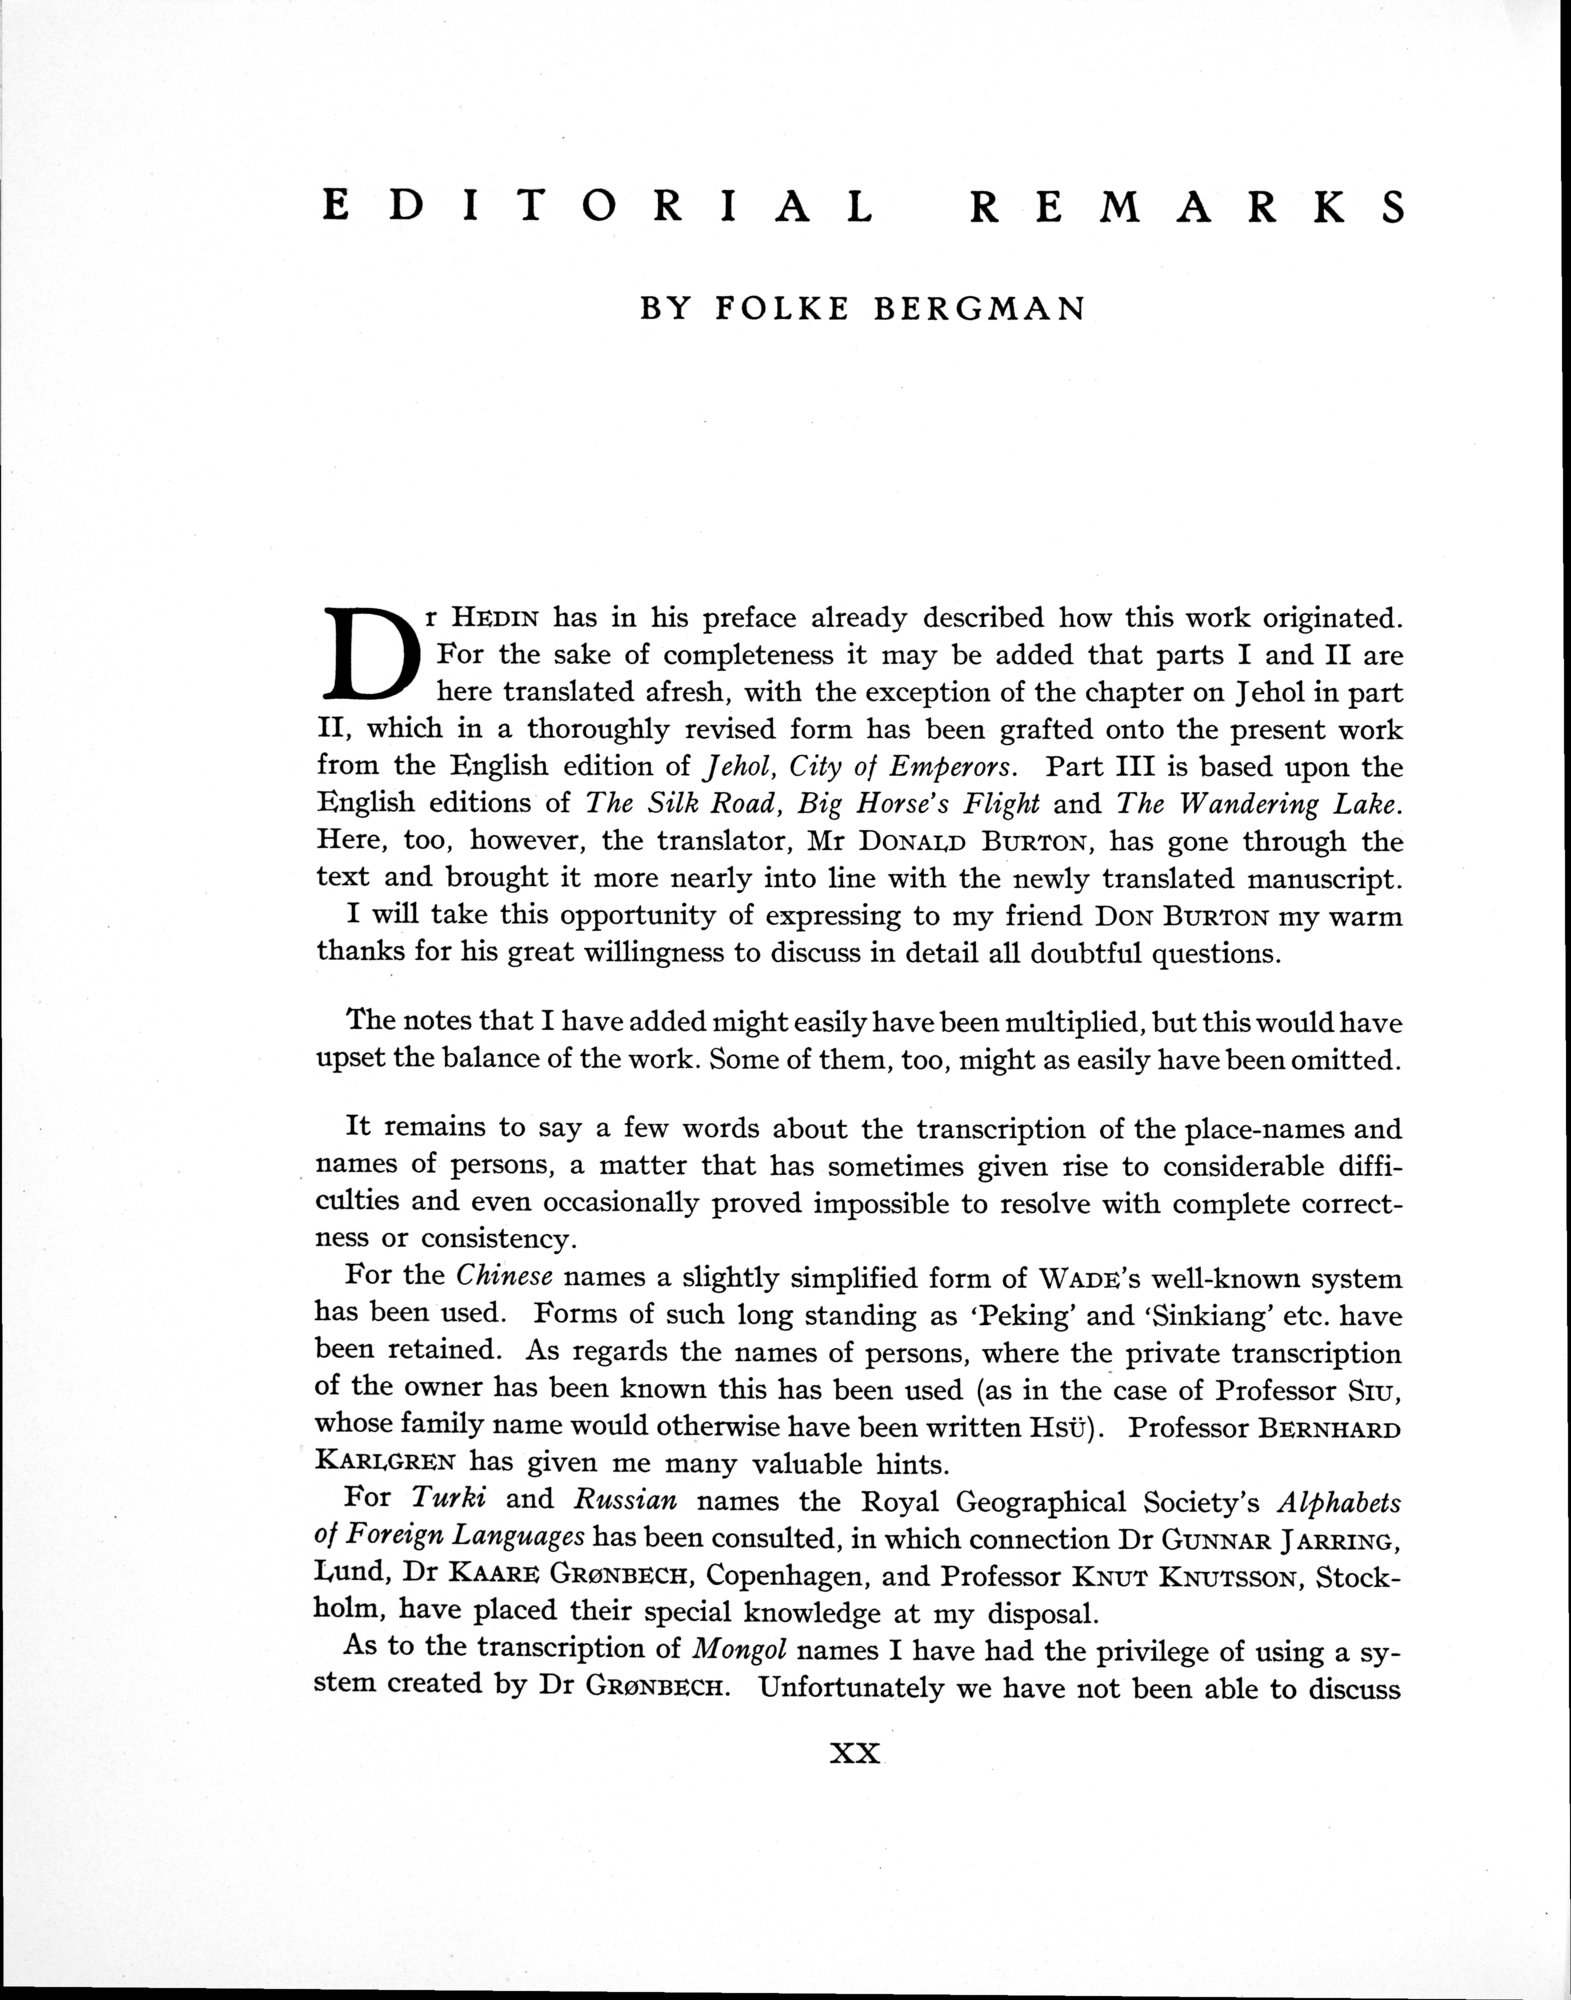 EDITORIAL REMARKS
BY FOLKE BERGMAN
Dr HEDIN has in his preface already described how this work originated.
For the sake of completeness it may be added that parts I and II are
here translated afresh, with the exception of the chapter on Jehol in part
II, which in a thoroughly revised form has been grafted onto the present work
from the English edition of Jehol, City of Emperors. Part III is based upon the
English editions of The Silk Road, Big Horse's Flight and The Wandering Lake.
Here, too, however, the translator, Mr DONALD BURTON, has gone through the
text and brought it more nearly into line with the newly translated manuscript.
I will take this opportunity of expressing to my friend DON BURTON my warm
thanks for his great willingness to discuss in detail all doubtful questions.
The notes that I have added might easily have been multiplied, but this would have
upset the balance of the work. Some of them, too, might as easily have been omitted.
It remains to say a few words about the transcription of the place-names and
names of persons, a matter that has sometimes given rise to considerable diffi-
culties and even occasionally proved impossible to resolve with complete correct-
ness or consistency.
For the Chinese names a slightly simplified form of WADE's well-known system
has been used. Forms of such long standing as 'Peking' and 'Sinkiang' etc. have
been retained. As regards the names of persons, where the private transcription
of the owner has been known this has been used (as in the case of Professor SIU,
whose family name would otherwise have been written HSÜ). Professor BERNHARD
KARLGREN has given me many valuable hints.
For Turki and Russian names the Royal Geographical Society's Alphabets
of Foreign Languages has been consulted, in which connection Dr GUNNAR JARRING,
Lund, Dr KAARE GRØNBECH, Copenhagen, and Professor KNUT KNUTSSON, Stock-
holm, have placed their special knowledge at my disposal.
As to the transcription of Mongol names I have had the privilege of using a sy-
stem created by Dr GRØNBECH. Unfortunately we have not been able to discuss
XX